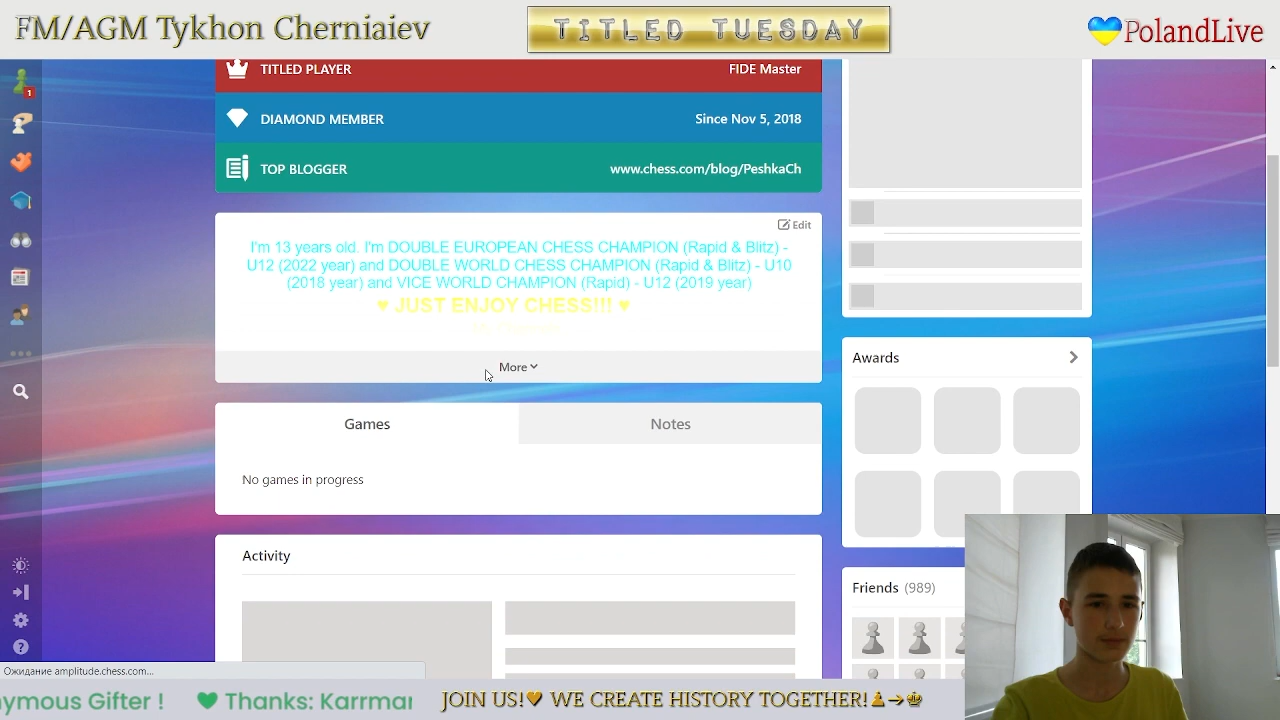 FM/AGM Tykhon Cherniaiev
TITLED TUESDAY
PolandLive
1
TITLED PLAYER
FIDE Master
DIAMOND MEMBER
Since Nov 5, 2018
TOP BLOGGER
www.chess.com/blog/PeshkaCh
Edit
I'm 13 years old. I'm DOUBLE EUROPEAN CHESS CHAMPION (Rapid & Blitz) -
U12 (2022 year) and DOUBLE WORLD CHESS CHAMPION (Rapid & Blitz) - U10
(2018 year) and VICE WORLD CHAMPION (Rapid) - U12 (2019 year)
♥ JUST ENJOY CHESS!!! ♥
More
Games
Notes
No games in progress
Activity
Awards
Friends (989)
Ожидание amplitude.chess.com...
nymous Gifter ! Thanks: Karrmar
JOIN US! WE CREATE HISTORY TOGETHER!